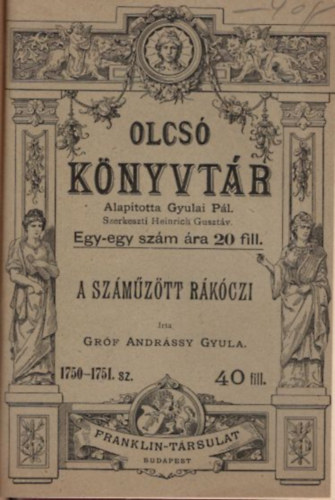 OLCSÓ
KÖNYVTÁR
Alapította Gyulai Pál.
Szerkeszti Heinrich Gusztáv.
Egy-egy szám ára 20 fill.
A SZÁMŰZÖTT RÁKÓCZI
Irta
GRÓF ANDRÁSSY GYULA.
1750–1751. sz. 40 fill.
FRANKLIN-TÁRSULAT
BUDAPEST